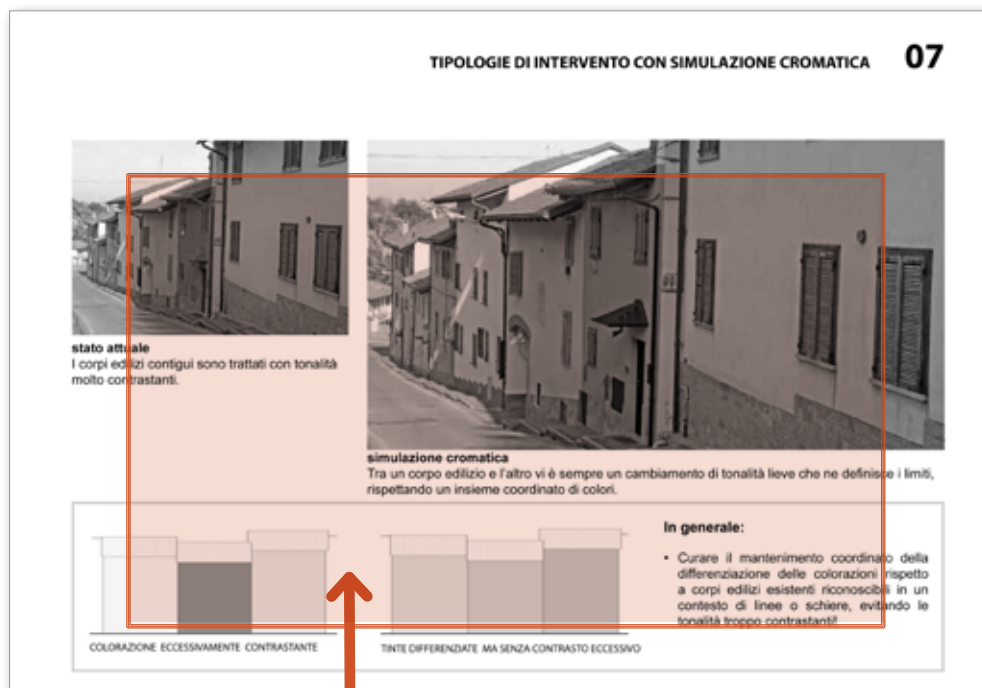 TIPOLOGIE DI INTERVENTO CON SIMULAZIONE CROMATICA 07
stato attuale
I corpi edilizi contigui sono trattati con tonalità
molto contrastanti.
simulazione cromatica
Tra un corpo edilizio e l'altro vi è sempre un cambiamento di tonalità lieve che ne definisce i limiti,
rispettando un insieme coordinato di colori.
In generale:
• Curare il mantenimento coordinato della
differenziazione delle colorazioni rispetto
a corpi edilizi esistenti riconoscibili in un
contesto di linee o schiere, evitando le
tonalità troppo contrastanti!
COLORAZIONE ECCESSIVAMENTE CONTRASTANTE
TINTE DIFFERENZIATE MA SENZA CONTRASTO ECCESSIVO